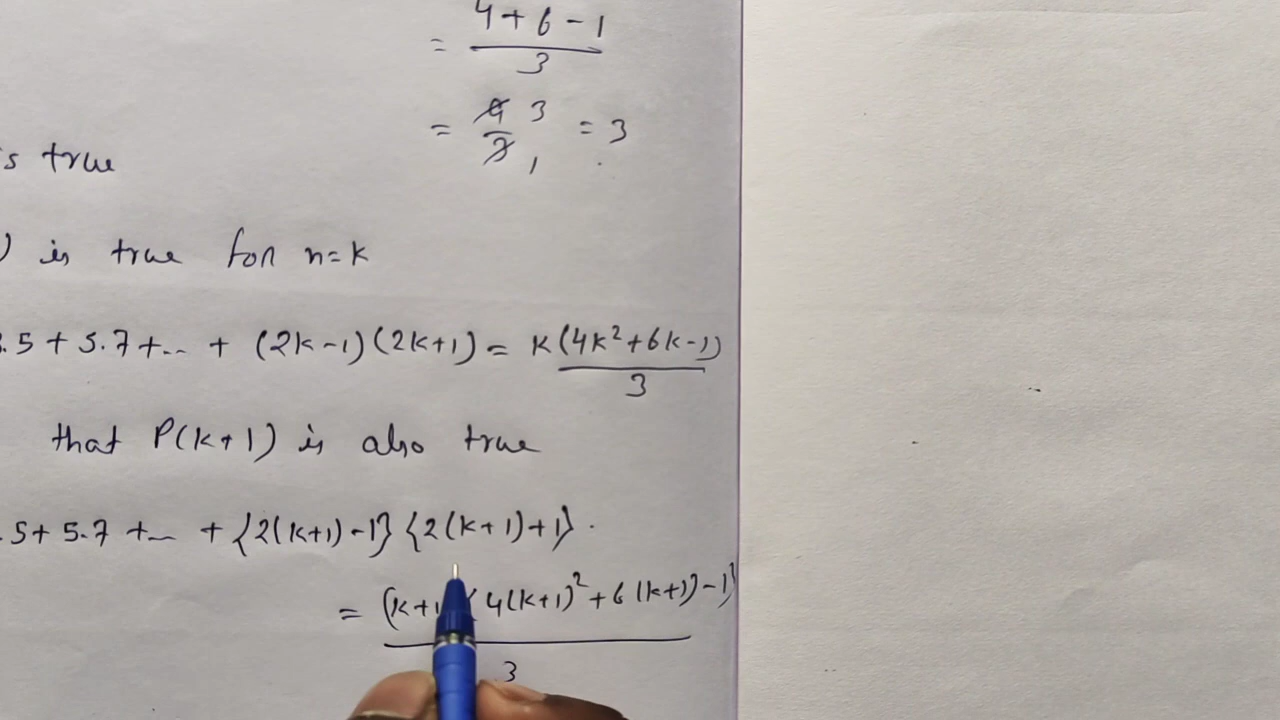 = 4+6-1 / 3
= 9/3 3/1 = 3
s true
) is true for n=k
.5 + 5.7 + ... + (2k-1)(2k+1) = k(4k²+6k-1) / 3
that P(k+1) is also true
.5 + 5.7 + ... + {2(k+1)-1} {2(k+1)+1}.
= (k+1 4(k+1)²+6(k+1)-1} / 3